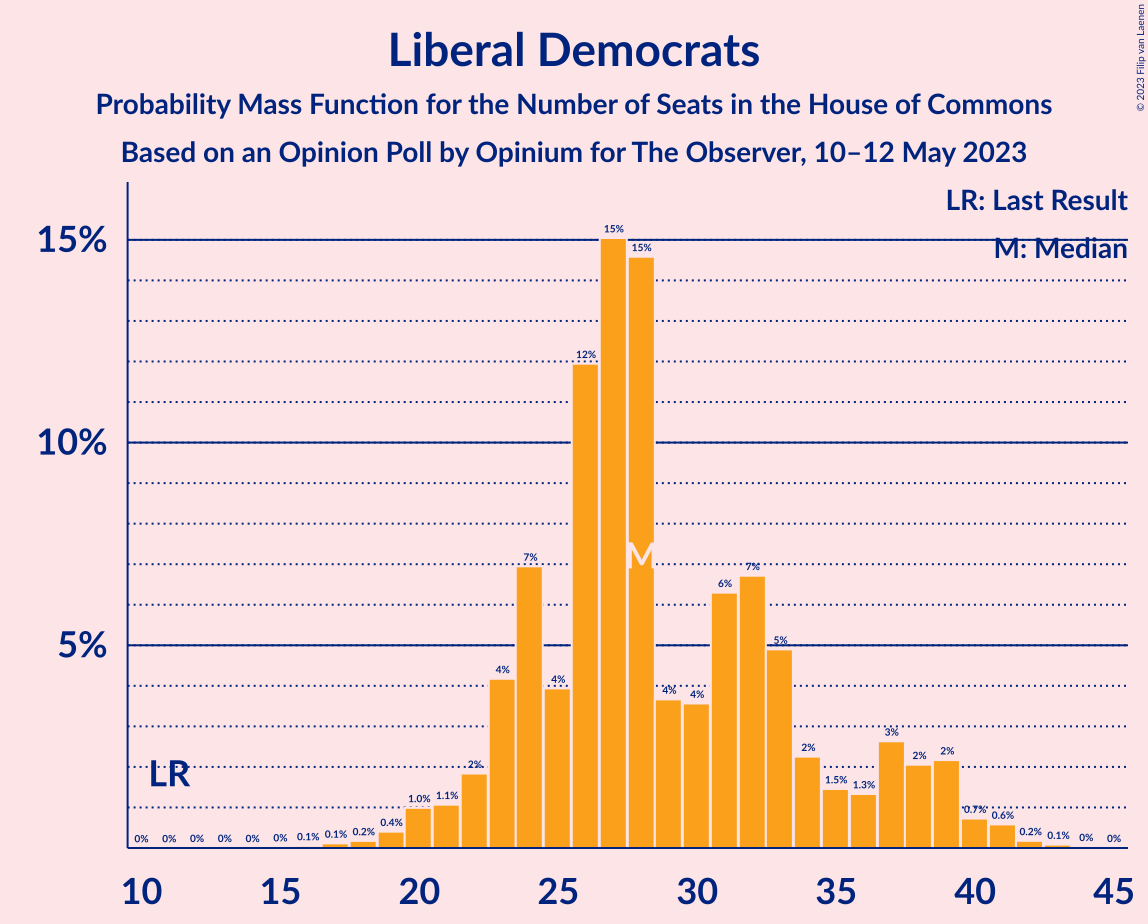 © 2023 Filip van Laenen
Liberal Democrats
Probability Mass Function for the Number of Seats in the House of Commons
Based on an Opinion Poll by Opinium for The Observer, 10–12 May 2023
LR: Last Result
M: Median
15%
10%
5%
LR
M
0% 0% 0% 0% 0% 0% 0.1% 0.1% 0.2% 0.4% 1.0% 1.1% 2% 4% 7% 4% 12% 15% 15% 4% 4% 6% 7% 5% 2% 1.5% 1.3% 3% 2% 2% 0.7% 0.6% 0.2% 0.1% 0% 0%
10 15 20 25 30 35 40 45